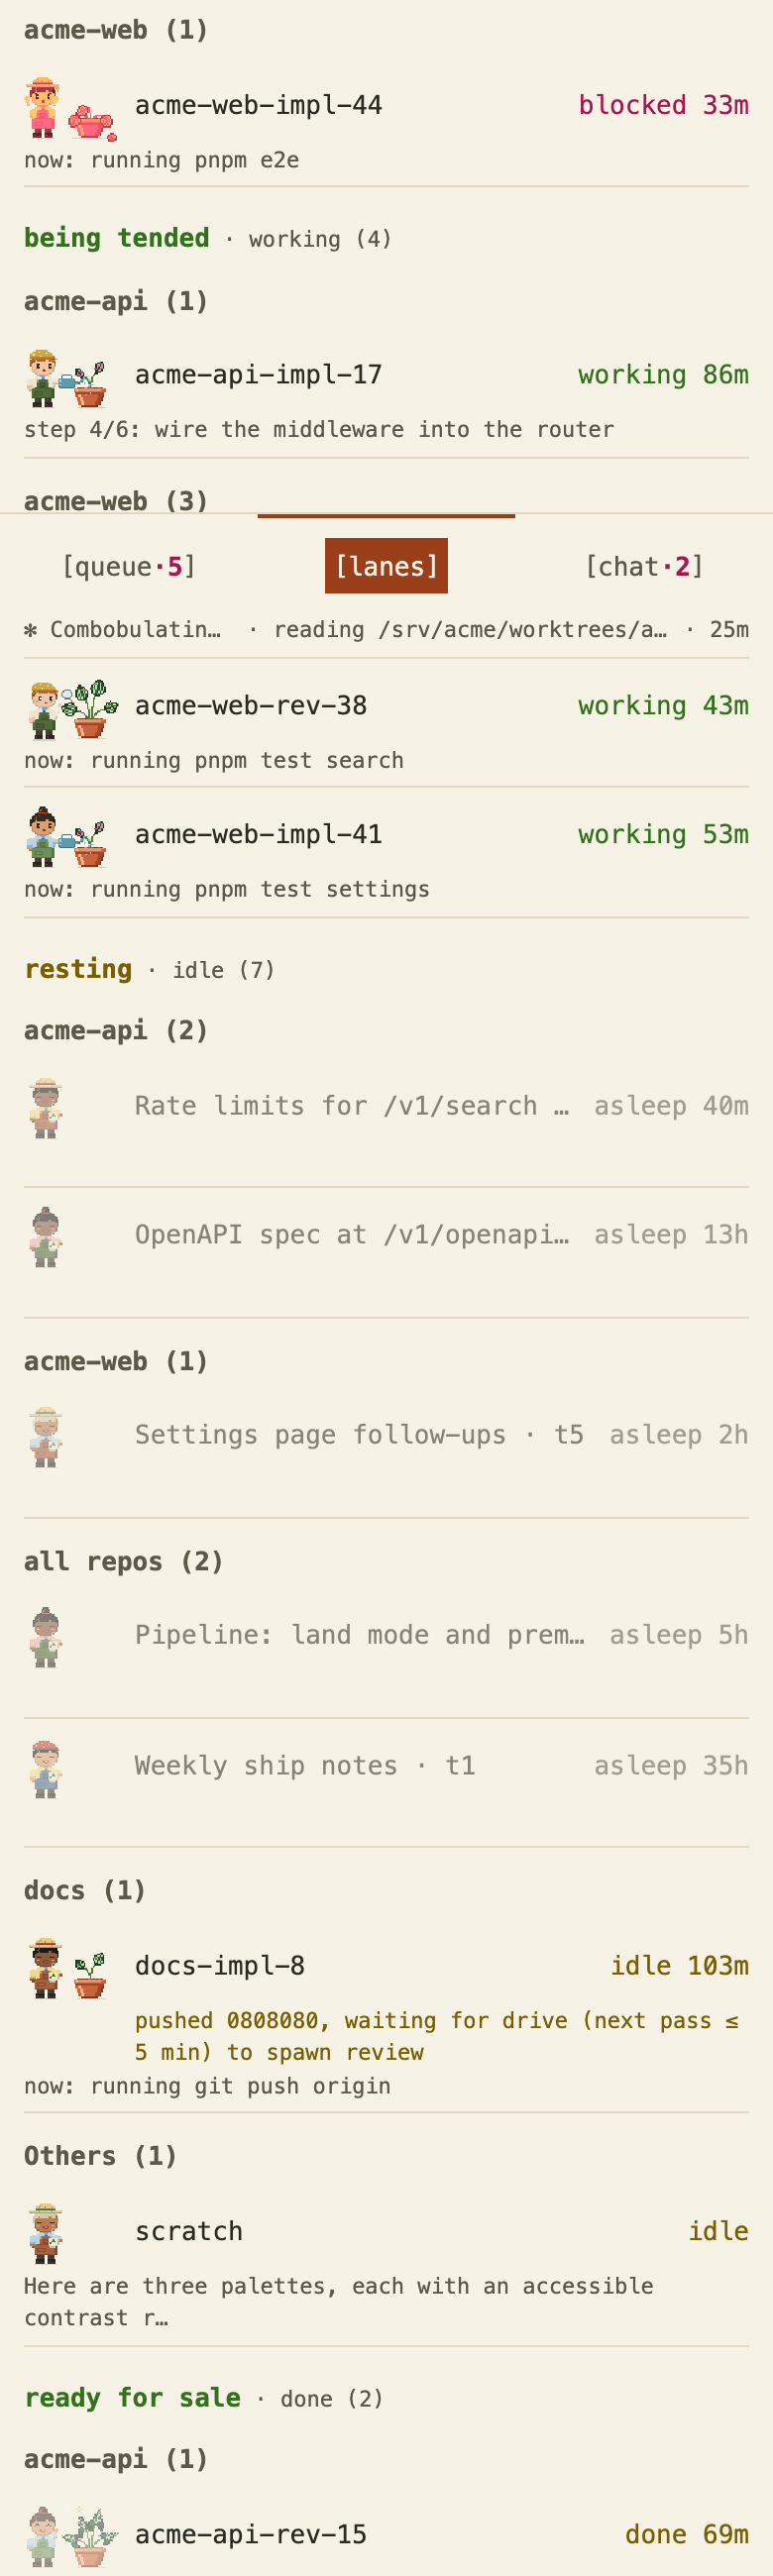 acme-web (1)
acme-web-impl-44 blocked 33m
now: running pnpm e2e
being tended · working (4)
acme-api (1)
acme-api-impl-17 working 86m
step 4/6: wire the middleware into the router
acme-web (3)
[queue·5] [lanes] [chat·2]
✻ Combobulatin… · reading /srv/acme/worktrees/a… · 25m
acme-web-rev-38 working 43m
now: running pnpm test search
acme-web-impl-41 working 53m
now: running pnpm test settings
resting · idle (7)
acme-api (2)
Rate limits for /v1/search … asleep 40m
OpenAPI spec at /v1/openapi… asleep 13h
acme-web (1)
Settings page follow-ups · t5 asleep 2h
all repos (2)
Pipeline: land mode and prem… asleep 5h
Weekly ship notes · t1 asleep 35h
docs (1)
docs-impl-8 idle 103m
pushed 0808080, waiting for drive (next pass ≤
5 min) to spawn review
now: running git push origin
Others (1)
scratch idle
Here are three palettes, each with an accessible
contrast r…
ready for sale · done (2)
acme-api (1)
acme-api-rev-15 done 69m